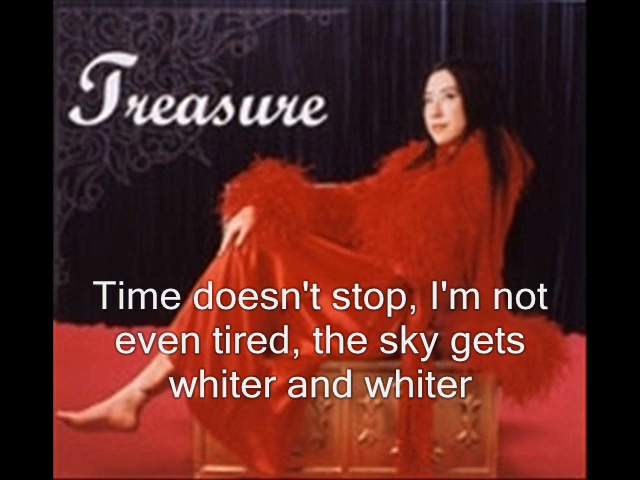 Treasure
Time doesn't stop, I'm not
even tired, the sky gets
whiter and whiter